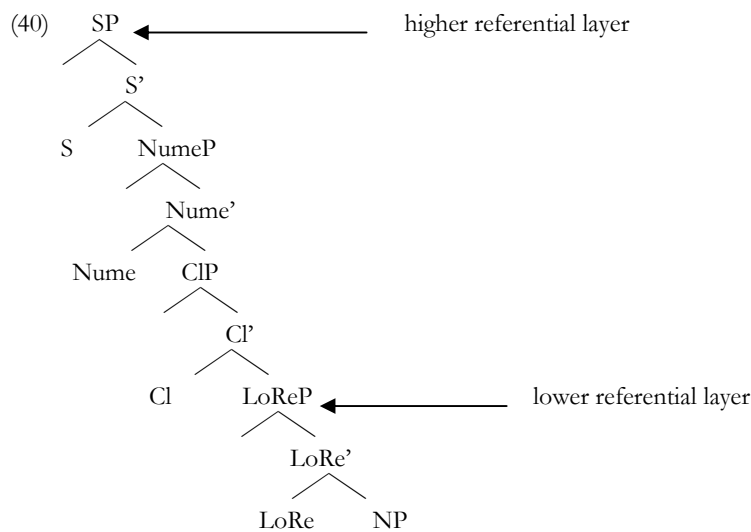 (40) SP higher referential layer
S’
S NumeP
Nume’
Nume ClP
Cl’
Cl LoReP lower referential layer
LoRe’
LoRe NP